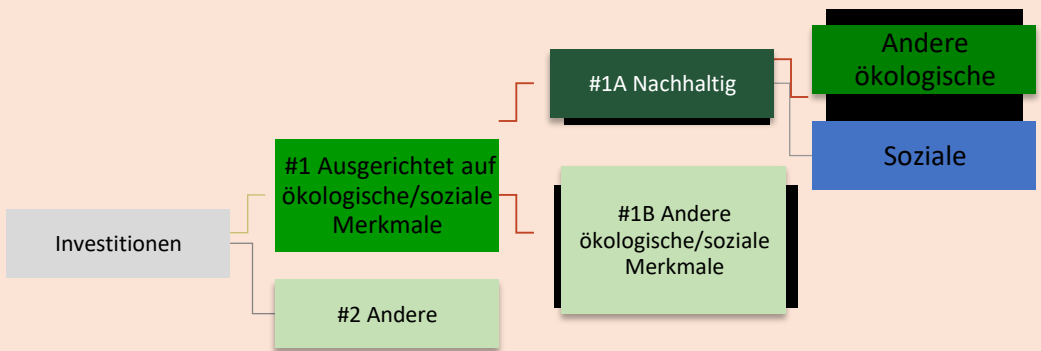 Investitionen
#1 Ausgerichtet auf
ökologische/soziale
Merkmale
#2 Andere
#1A Nachhaltig
#1B Andere
ökologische/soziale
Merkmale
Andere
ökologische
Soziale